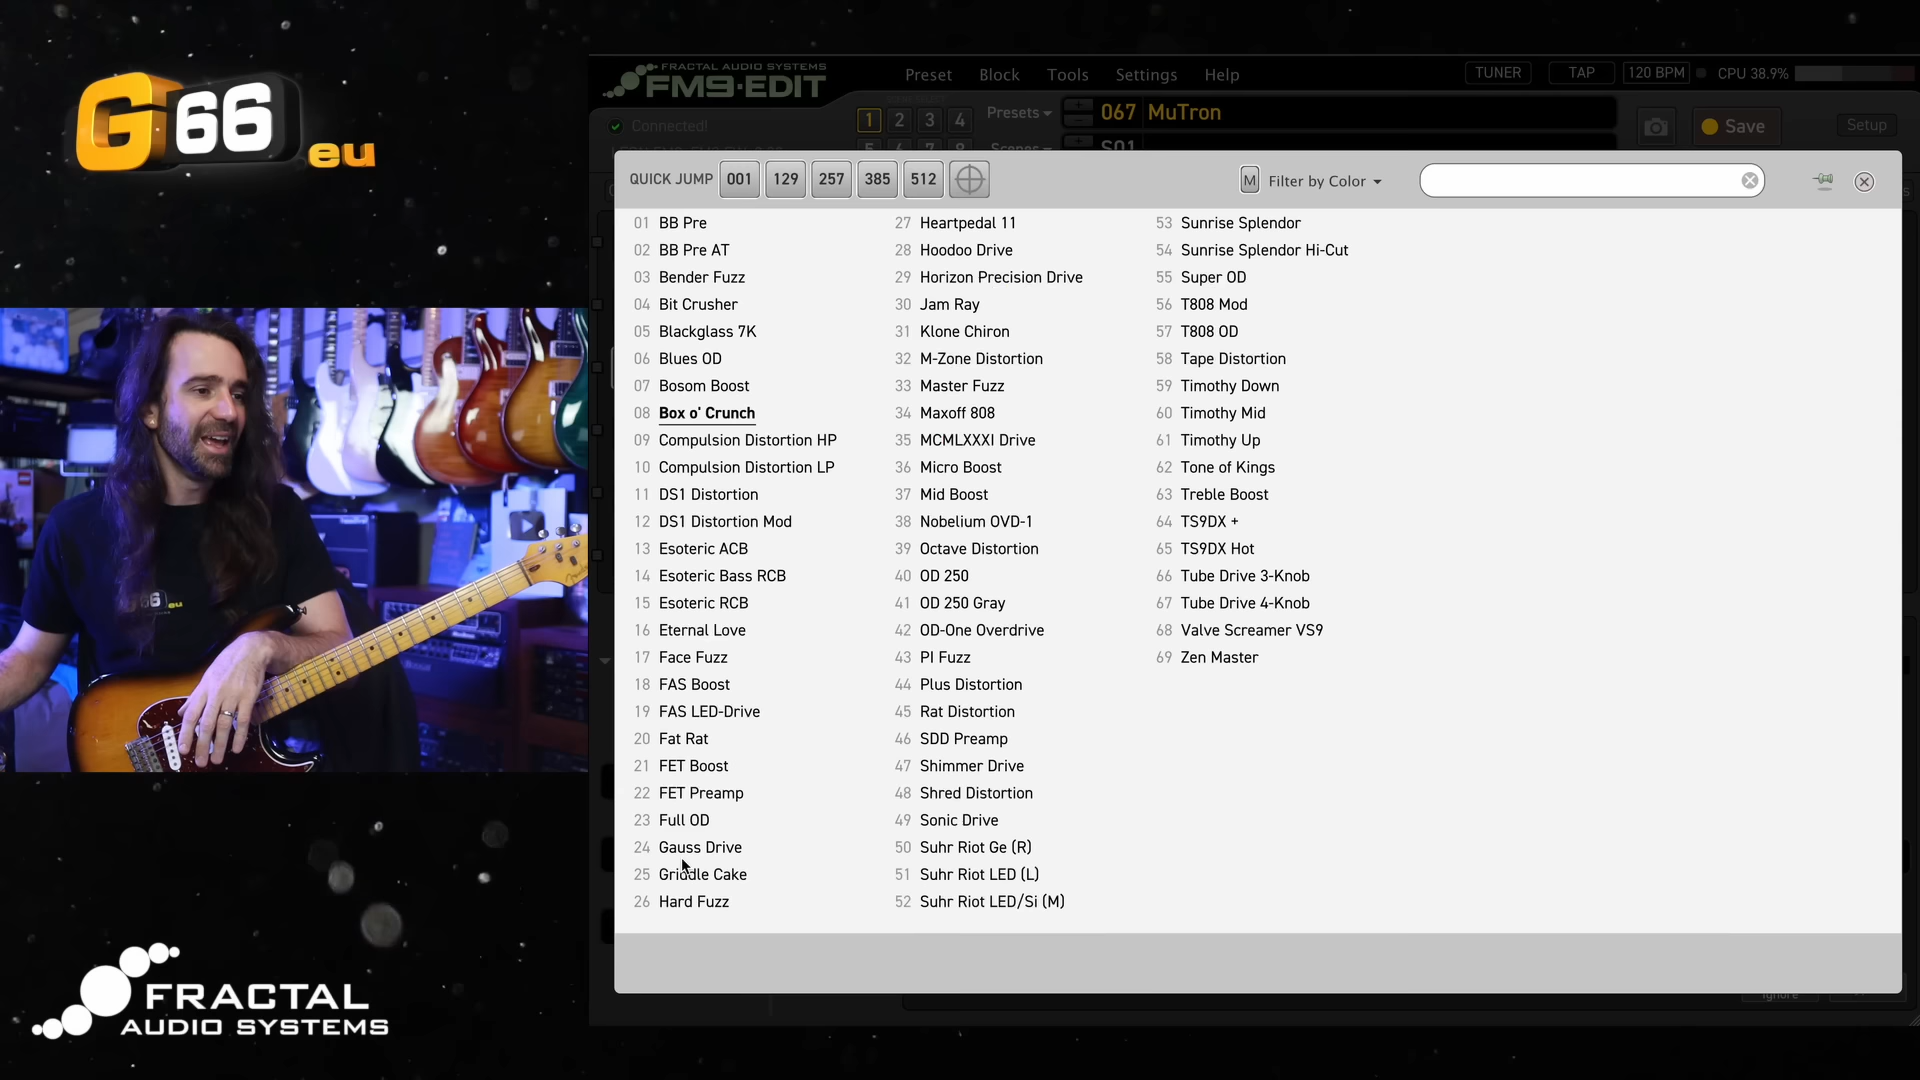 G66
eu
FRACTAL AUDIO SYSTEMS
FM9-EDIT
Preset
Block
Tools
Settings
Help
TUNER
TAP
120 BPM
CPU 38.9%
Connected!
1
2
3
4
Presets
067 MuTron
Save
Setup
QUICK JUMP
001
129
257
385
512
M
Filter by Color
01 BB Pre
02 BB Pre AT
03 Bender Fuzz
04 Bit Crusher
05 Blackglass 7K
06 Blues OD
07 Bosom Boost
08 Box o' Crunch
09 Compulsion Distortion HP
10 Compulsion Distortion LP
11 DS1 Distortion
12 DS1 Distortion Mod
13 Esoteric ACB
14 Esoteric Bass RCB
15 Esoteric RCB
16 Eternal Love
17 Face Fuzz
18 FAS Boost
19 FAS LED-Drive
20 Fat Rat
21 FET Boost
22 FET Preamp
23 Full OD
24 Gauss Drive
25 Griddle Cake
26 Hard Fuzz
27 Heartpedal 11
28 Hoodoo Drive
29 Horizon Precision Drive
30 Jam Ray
31 Klone Chiron
32 M-Zone Distortion
33 Master Fuzz
34 Maxoff 808
35 MCMLXXXI Drive
36 Micro Boost
37 Mid Boost
38 Nobelium OVD-1
39 Octave Distortion
40 OD 250
41 OD 250 Gray
42 OD-One Overdrive
43 PI Fuzz
44 Plus Distortion
45 Rat Distortion
46 SDD Preamp
47 Shimmer Drive
48 Shred Distortion
49 Sonic Drive
50 Suhr Riot Ge (R)
51 Suhr Riot LED (L)
52 Suhr Riot LED/Si (M)
53 Sunrise Splendor
54 Sunrise Splendor Hi-Cut
55 Super OD
56 T808 Mod
57 T808 OD
58 Tape Distortion
59 Timothy Down
60 Timothy Mid
61 Timothy Up
62 Tone of Kings
63 Treble Boost
64 TS9DX +
65 TS9DX Hot
66 Tube Drive 3-Knob
67 Tube Drive 4-Knob
68 Valve Screamer VS9
69 Zen Master
66 eu
Ignore
FRACTAL
AUDIO SYSTEMS